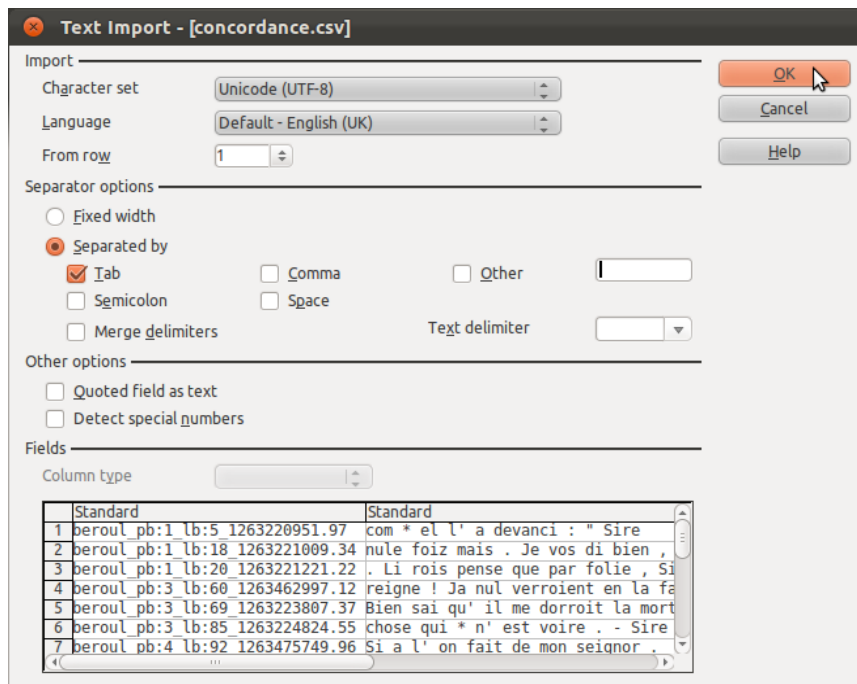 Text Import - [concordance.csv]
Import
Character set Unicode (UTF-8)
OK
Language Default - English (UK)
Cancel
From row 1
Help
Separator options
Fixed width
Separated by
Tab Comma Other
Semicolon Space
Merge delimiters Text delimiter
Other options
Quoted field as text
Detect special numbers
Fields
Column type
Standard Standard
1 beroul_pb:1_lb:5_1263220951.97 com * el l' a devanci : " Sire
2 beroul_pb:1_lb:18_1263221009.34 nule foiz mais . Je vos di bien ,
3 beroul_pb:1_lb:20_1263221221.22 . Li rois pense que par folie , Si
4 beroul_pb:3_lb:60_1263462997.12 reigne ! Ja nul verroient en la fa
5 beroul_pb:3_lb:69_1263223807.37 Bien sai qu' il me dorroit la mort
6 beroul_pb:3_lb:85_1263224824.55 chose qui * n' est voire . - Sire
7 beroul_pb:4_lb:92_1263475749.96 Si a l' on fait de mon seignor .